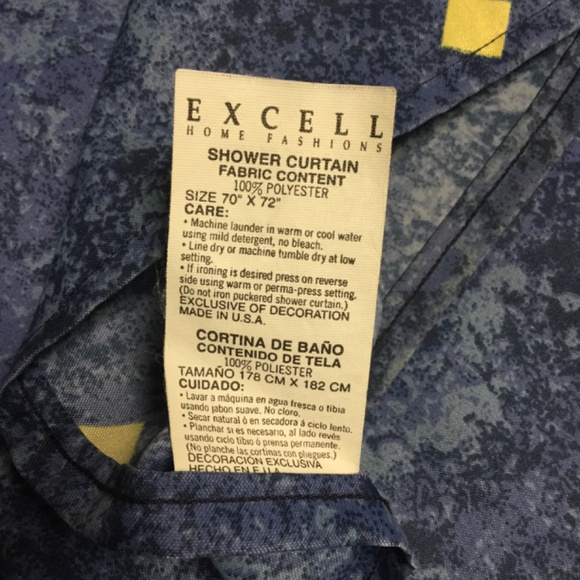 EXCELL
HOME FASHIONS
SHOWER CURTAIN
FABRIC CONTENT
100% POLYESTER
SIZE 70" X 72"
CARE:
• Machine launder in warm or cool water
using mild detergent, no bleach.
• Line dry or machine tumble dry at low
setting.
• If ironing is desired press on reverse
side using warm or perma-press setting.
(Do not iron puckered shower curtain.)
EXCLUSIVE OF DECORATION
MADE IN U.S.A.
CORTINA DE BAÑO
CONTENIDO DE TELA
100% POLIESTER
TAMAÑO 178 CM X 182 CM
CUIDADO:
• Lavar a máquina en agua fresca o tibia
usando jabon suave. No cloro.
• Secar natural ó en secadora á ciclo lento.
• Planchar si es necesario, al lado revés
usando ciclo tibio ó prensa permanente.
(No planche las cortinas con pliegues.)
DECORACIÓN EXCLUSIVA
HECHO EN E.U.A.